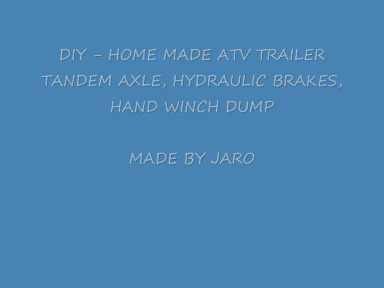 DIY - HOME MADE ATV TRAILER
TANDEM AXLE, HYDRAULIC BRAKES,
HAND WINCH DUMP
MADE BY JARO